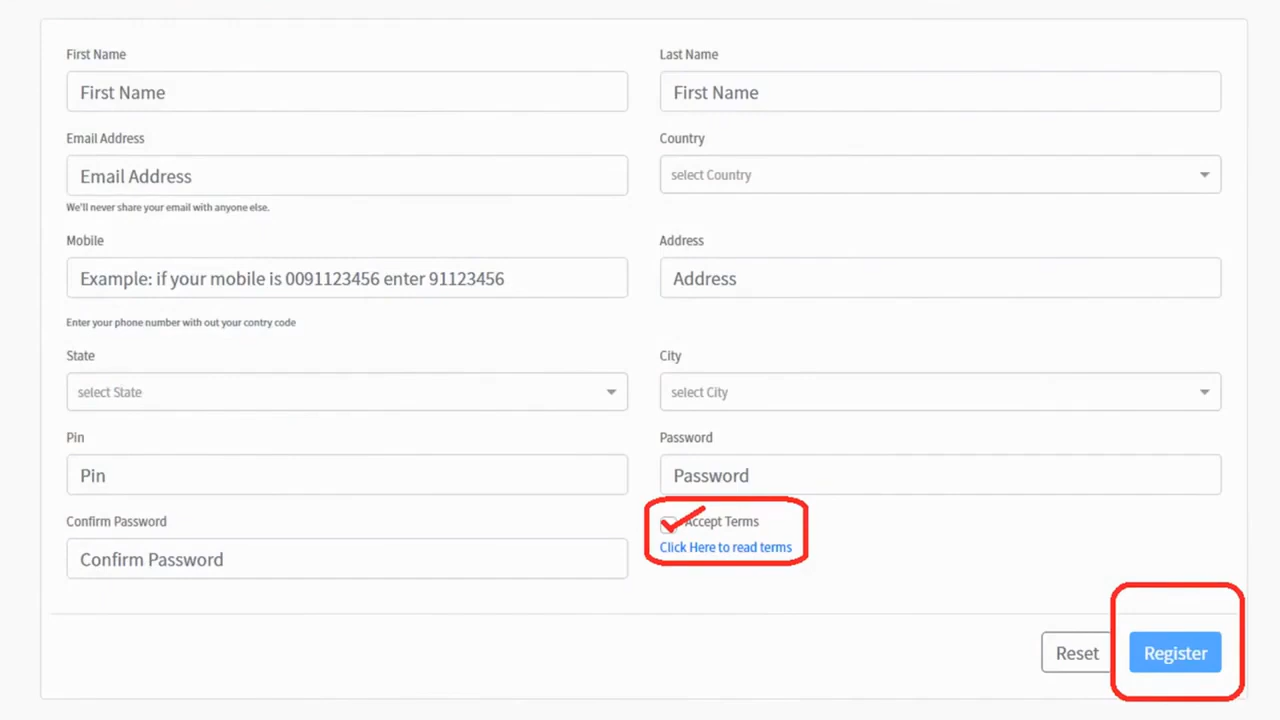 First Name
Last Name
First Name
First Name
Email Address
Country
Email Address
select Country
We'll never share your email with anyone else.
Mobile
Address
Example: if your mobile is 0091123456 enter 91123456
Address
Enter your phone number with out your contry code
State
City
select State
select City
Pin
Password
Pin
Password
Confirm Password
Accept Terms
Click Here to read terms
Confirm Password
Reset
Register